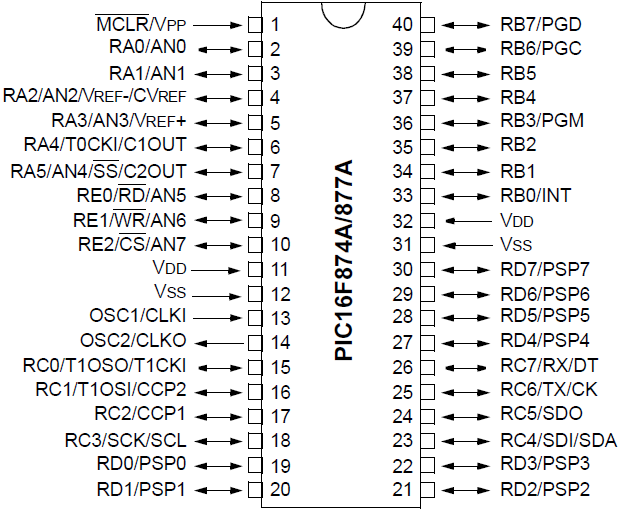 MCLR/VPP 1 40 RB7/PGD
RA0/AN0 2 39 RB6/PGC
RA1/AN1 3 38 RB5
RA2/AN2/VREF-/CVREF 4 37 RB4
RA3/AN3/VREF+ 5 36 RB3/PGM
RA4/T0CKI/C1OUT 6 35 RB2
RA5/AN4/SS/C2OUT 7 34 RB1
RE0/RD/AN5 8 33 RB0/INT
RE1/WR/AN6 9 32 VDD
RE2/CS/AN7 10 31 VSS
VDD 11 30 RD7/PSP7
VSS 12 29 RD6/PSP6
OSC1/CLKI 13 28 RD5/PSP5
OSC2/CLKO 14 27 RD4/PSP4
RC0/T1OSO/T1CKI 15 26 RC7/RX/DT
RC1/T1OSI/CCP2 16 25 RC6/TX/CK
RC2/CCP1 17 24 RC5/SDO
RC3/SCK/SCL 18 23 RC4/SDI/SDA
RD0/PSP0 19 22 RD3/PSP3
RD1/PSP1 20 21 RD2/PSP2
PIC16F874A/877A